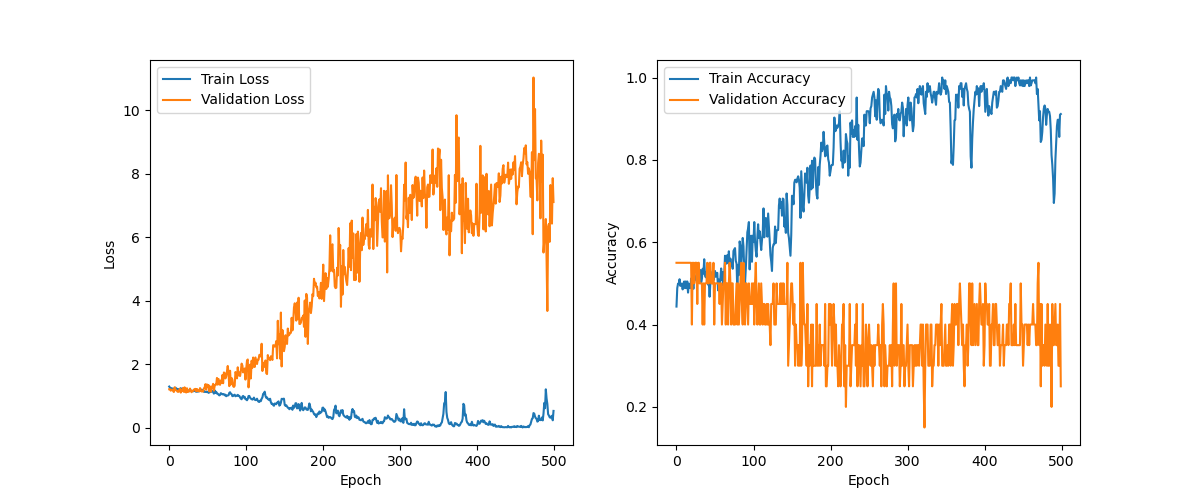 Train Loss
Validation Loss
Loss
10
8
6
4
2
0
0 100 200 300 400 500
Epoch
Train Accuracy
Validation Accuracy
Accuracy
1.0
0.8
0.6
0.4
0.2
0 100 200 300 400 500
Epoch